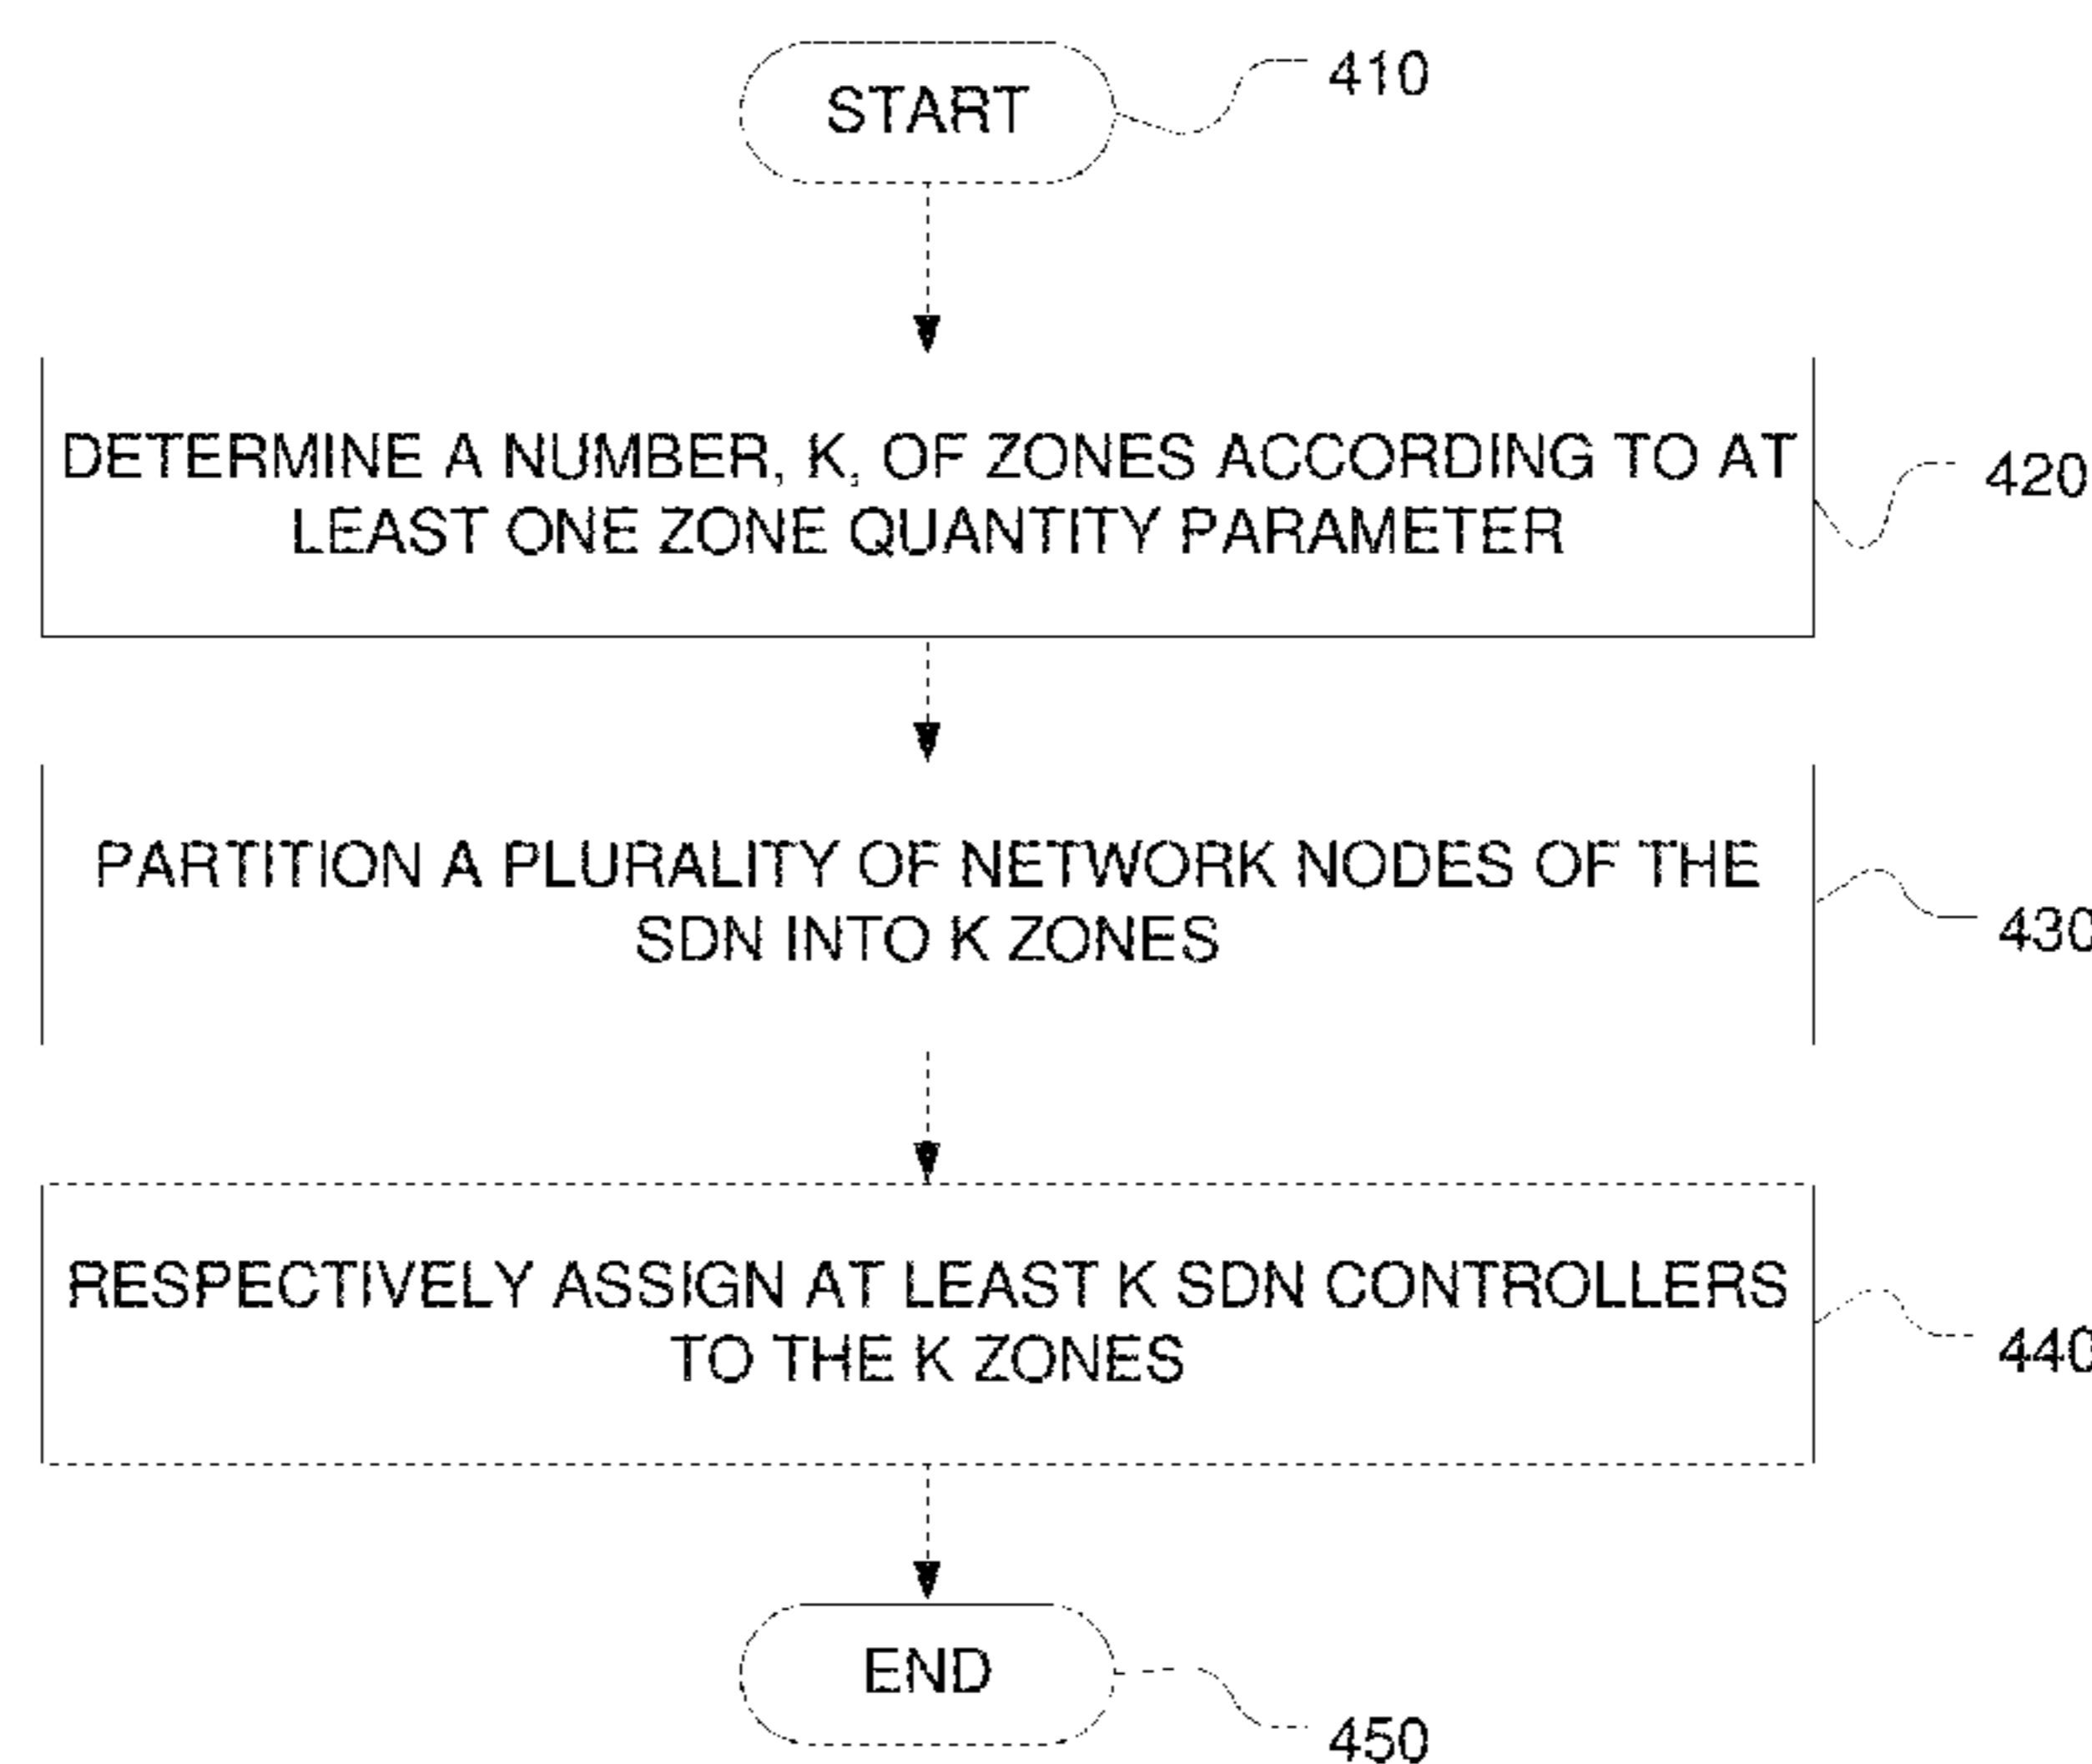 START
410
DETERMINE A NUMBER, K, OF ZONES ACCORDING TO AT
LEAST ONE ZONE QUANTITY PARAMETER
420
PARTITION A PLURALITY OF NETWORK NODES OF THE
SDN INTO K ZONES
430
RESPECTIVELY ASSIGN AT LEAST K SDN CONTROLLERS
TO THE K ZONES
440
END
450